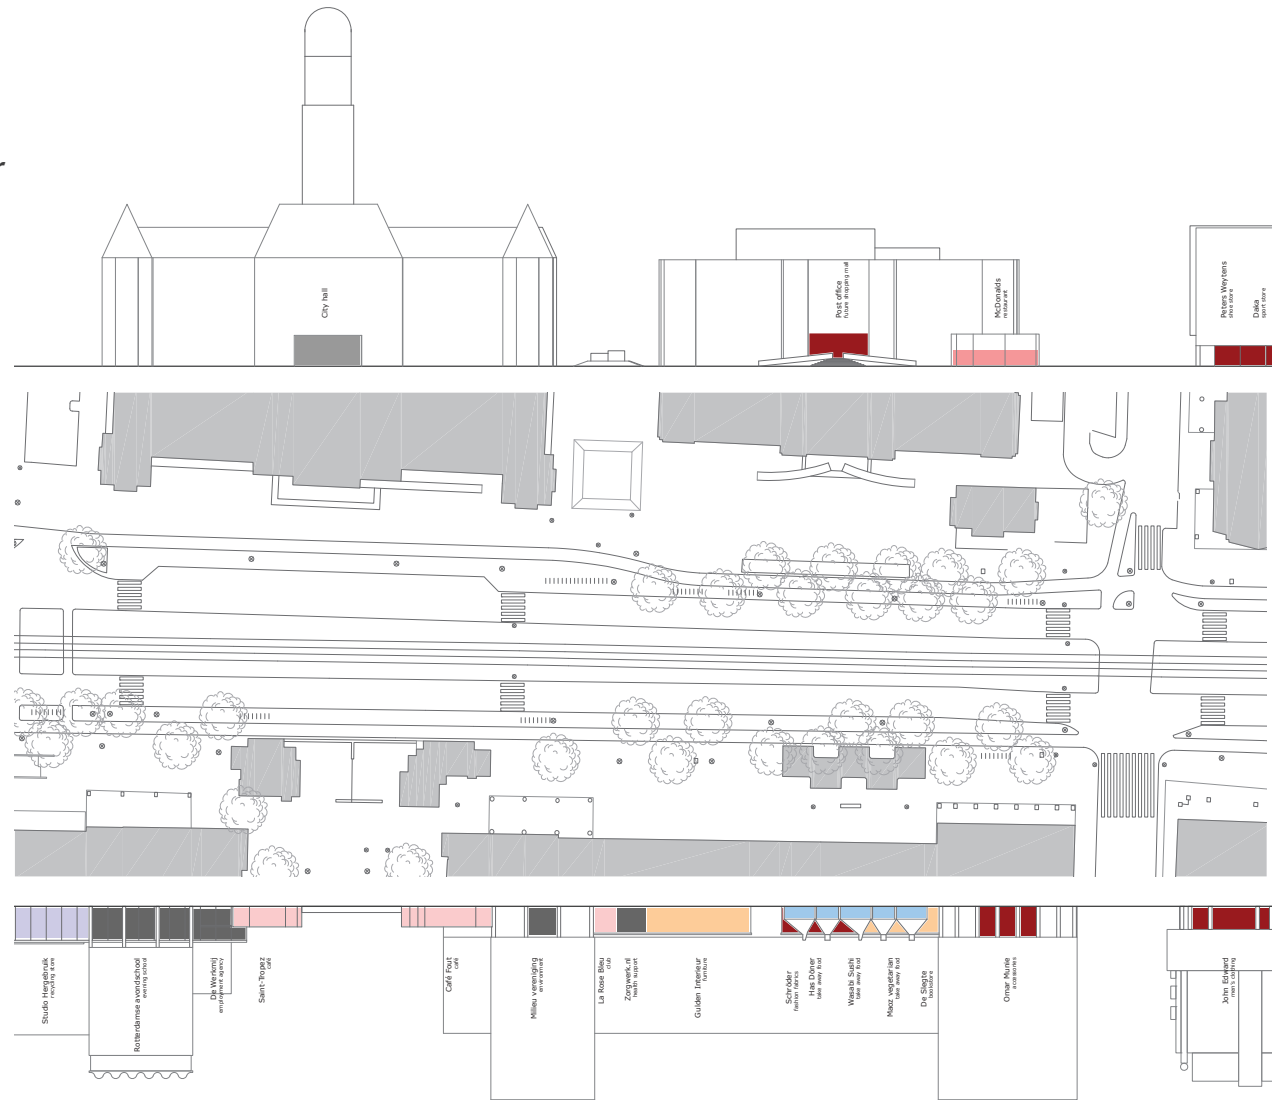 City hall
Post office
future shopping mall
McDonalds
restaurant
Peters Weytens
shoe store
Daka
sport store
Studio Hergebruik
recycling store
Rotterdamse avondschool
evening school
De Werkmij
employment agency
Saint-Tropez
café
Café Fout
café
Milieu vereniging
environment
La Rose Bleu
club
Zorgwerk.nl
health support
Gulden Interieur
furniture
Schröder
fashion fabrics
Has Döner
take away food
Wasabi Sushi
take away food
Maoz vegetarian
take away food
De Slegte
bookstore
Omar Munie
accessories
John Edward
men's clothing